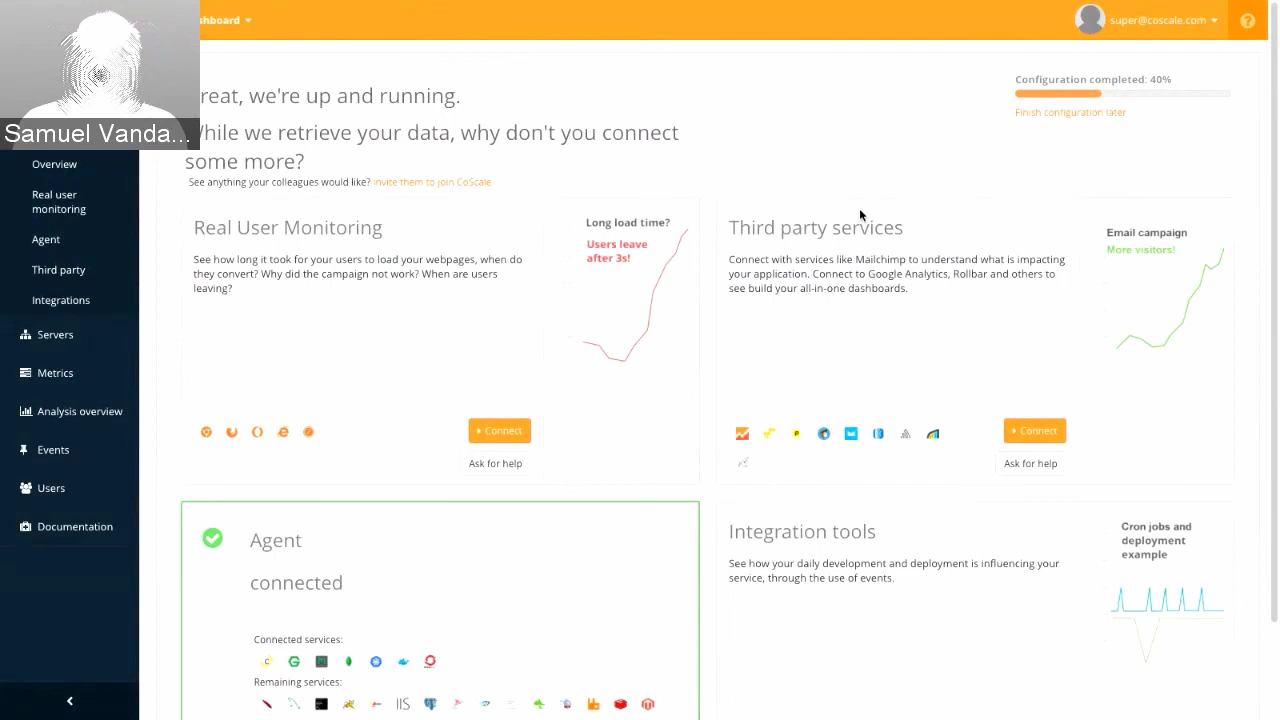 shboard
super@coscale.com
?
Samuel Vanda...
reat, we're up and running.
While we retrieve your data, why don't you connect
some more?
See anything your colleagues would like? Invite them to join CoScale
Configuration completed: 40%
Finish configuration later
Overview
Real user
monitoring
Agent
Third party
Integrations
Servers
Metrics
Analysis overview
Events
Users
Documentation
Real User Monitoring
See how long it took for your users to load your webpages, when do
they convert? Why did the campaign not work? When are users
leaving?
Long load time?
Users leave
after 3s!
Connect
Ask for help
Third party services
Connect with services like Mailchimp to understand what is impacting
your application. Connect to Google Analytics, Rollbar and others to
see build your all-in-one dashboards.
Email campaign
More visitors!
Connect
Ask for help
Agent
connected
Connected services:
Remaining services:
IIS
Integration tools
See how your daily development and deployment is influencing your
service, through the use of events.
Cron jobs and
deployment
example